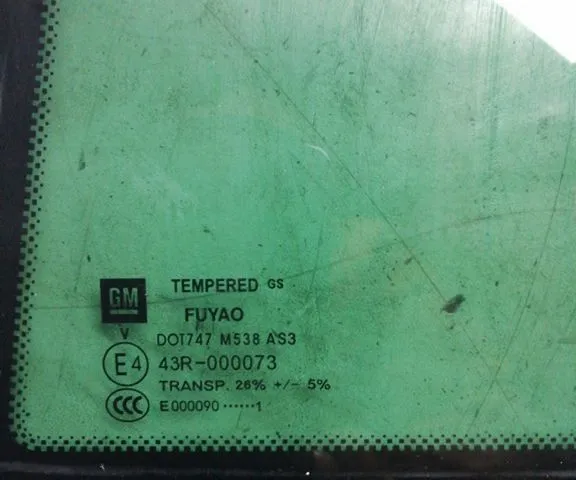 GM TEMPERED GS
FUYAO
V
DOT747 M538 AS3
E4 43R-000073
TRANSP. 26% +/- 5%
CCC E000090 ······1